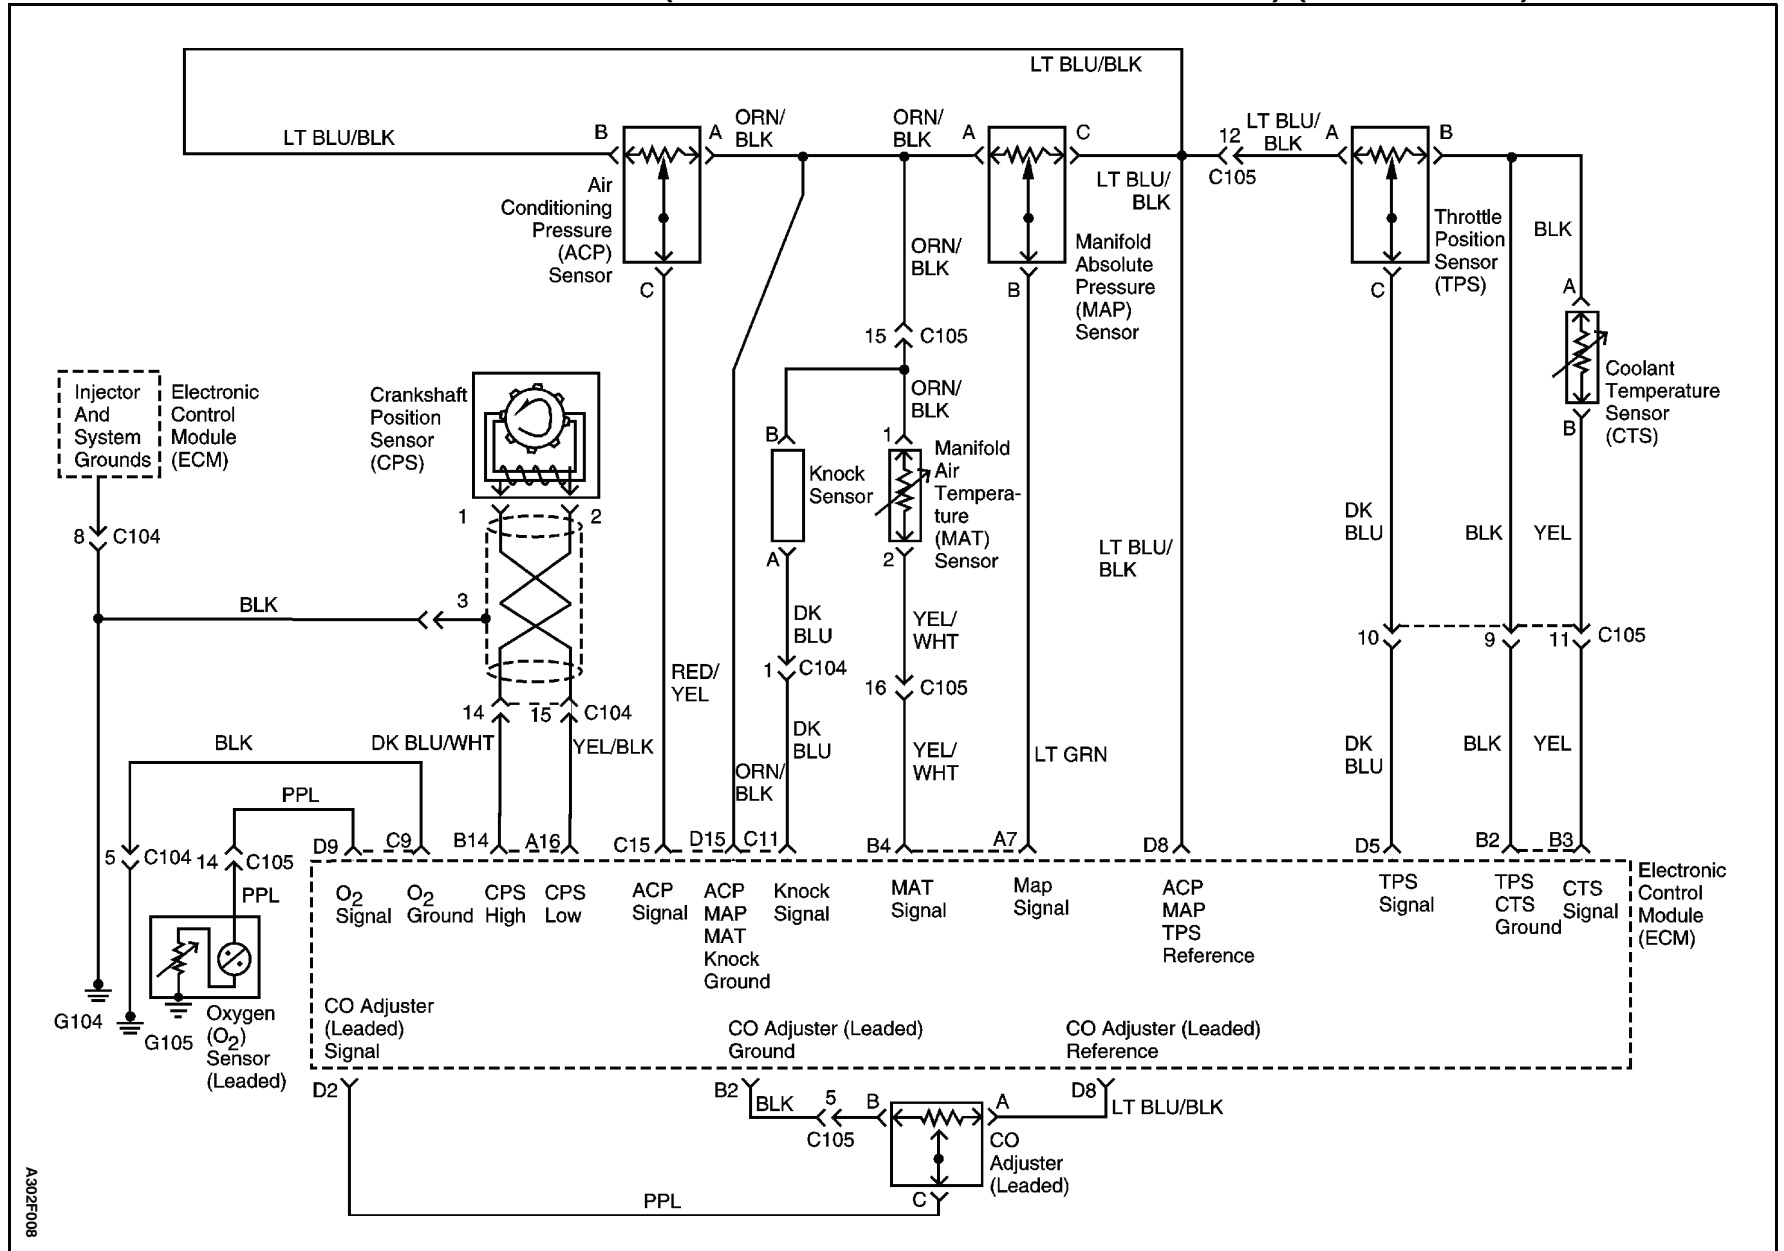 LT BLU/BLK
LT BLU/BLK
B
A
ORN/
BLK
ORN/
BLK
A
C
12
LT BLU/
BLK
A
B
C105
LT BLU/
BLK
Air
Conditioning
Pressure
(ACP)
Sensor
C
ORN/
BLK
B
Manifold
Absolute
Pressure
(MAP)
Sensor
Throttle
Position
Sensor
(TPS)
C
BLK
A
15
C105
Injector
And
System
Grounds
Electronic
Control
Module
(ECM)
Crankshaft
Position
Sensor
(CPS)
ORN/
BLK
Coolant
Temperature
Sensor
(CTS)
B
B
1
Knock
Sensor
Manifold
Air
Tempera-
ture
(MAT)
Sensor
1
2
A
2
8
C104
DK
BLU
BLK
YEL
LT BLU/
BLK
BLK
3
DK
BLU
YEL/
WHT
10
9
11
C105
RED/
YEL
1
C104
16
C105
14
15
C104
BLK
DK BLU/WHT
YEL/BLK
DK
BLU
YEL/
WHT
LT GRN
DK
BLU
BLK
YEL
ORN/
BLK
PPL
D9
C9
B14
A16
C15
D15
C11
B4
A7
D8
D5
B2
B3
5
C104
14
C105
PPL
O2
Signal
O2
Ground
CPS
High
CPS
Low
ACP
Signal
ACP
MAP
MAT
Knock
Ground
Knock
Signal
MAT
Signal
Map
Signal
ACP
MAP
TPS
Reference
TPS
Signal
TPS
CTS
Ground
CTS
Signal
Electronic
Control
Module
(ECM)
G104
G105
Oxygen
(O2)
Sensor
(Leaded)
CO Adjuster
(Leaded)
Signal
CO Adjuster (Leaded)
Ground
CO Adjuster (Leaded)
Reference
D2
B2
BLK
5
C105
B
A
D8
LT BLU/BLK
CO
Adjuster
(Leaded)
C
PPL
A302F008